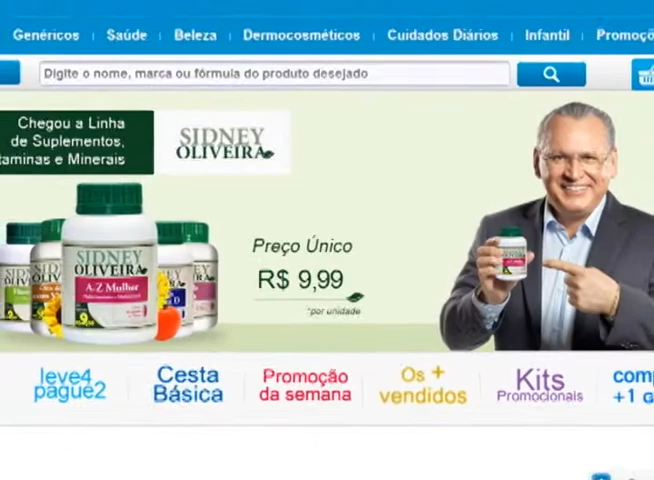 Genéricos
Saúde
Beleza
Dermocosméticos
Cuidados Diários
Infantil
Promoçõ
Digite o nome, marca ou fórmula do produto desejado
Chegou a Linha
de Suplementos,
taminas e Minerais
SIDNEY
OLIVEIRA
SIDNEY
OLIVEIRA
A-Z Mulher
Preço Único
R$ 9,99
*por unidade
leve4
pague2
Cesta
Básica
Promoção
da semana
Os +
vendidos
Kits
Promocionais
comp
+1 G